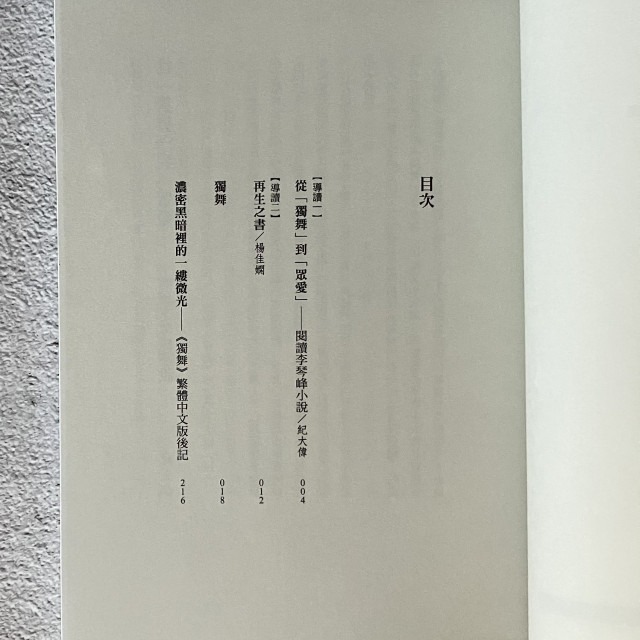 目次
【導讀一】
從「獨舞」到「眾愛」——閱讀李琴峰小說／紀大偉 004
【導讀二】
再生之書／楊佳嫻 012
獨舞 018
濃密黑暗裡的一縷微光——《獨舞》繁體中文版後記 216